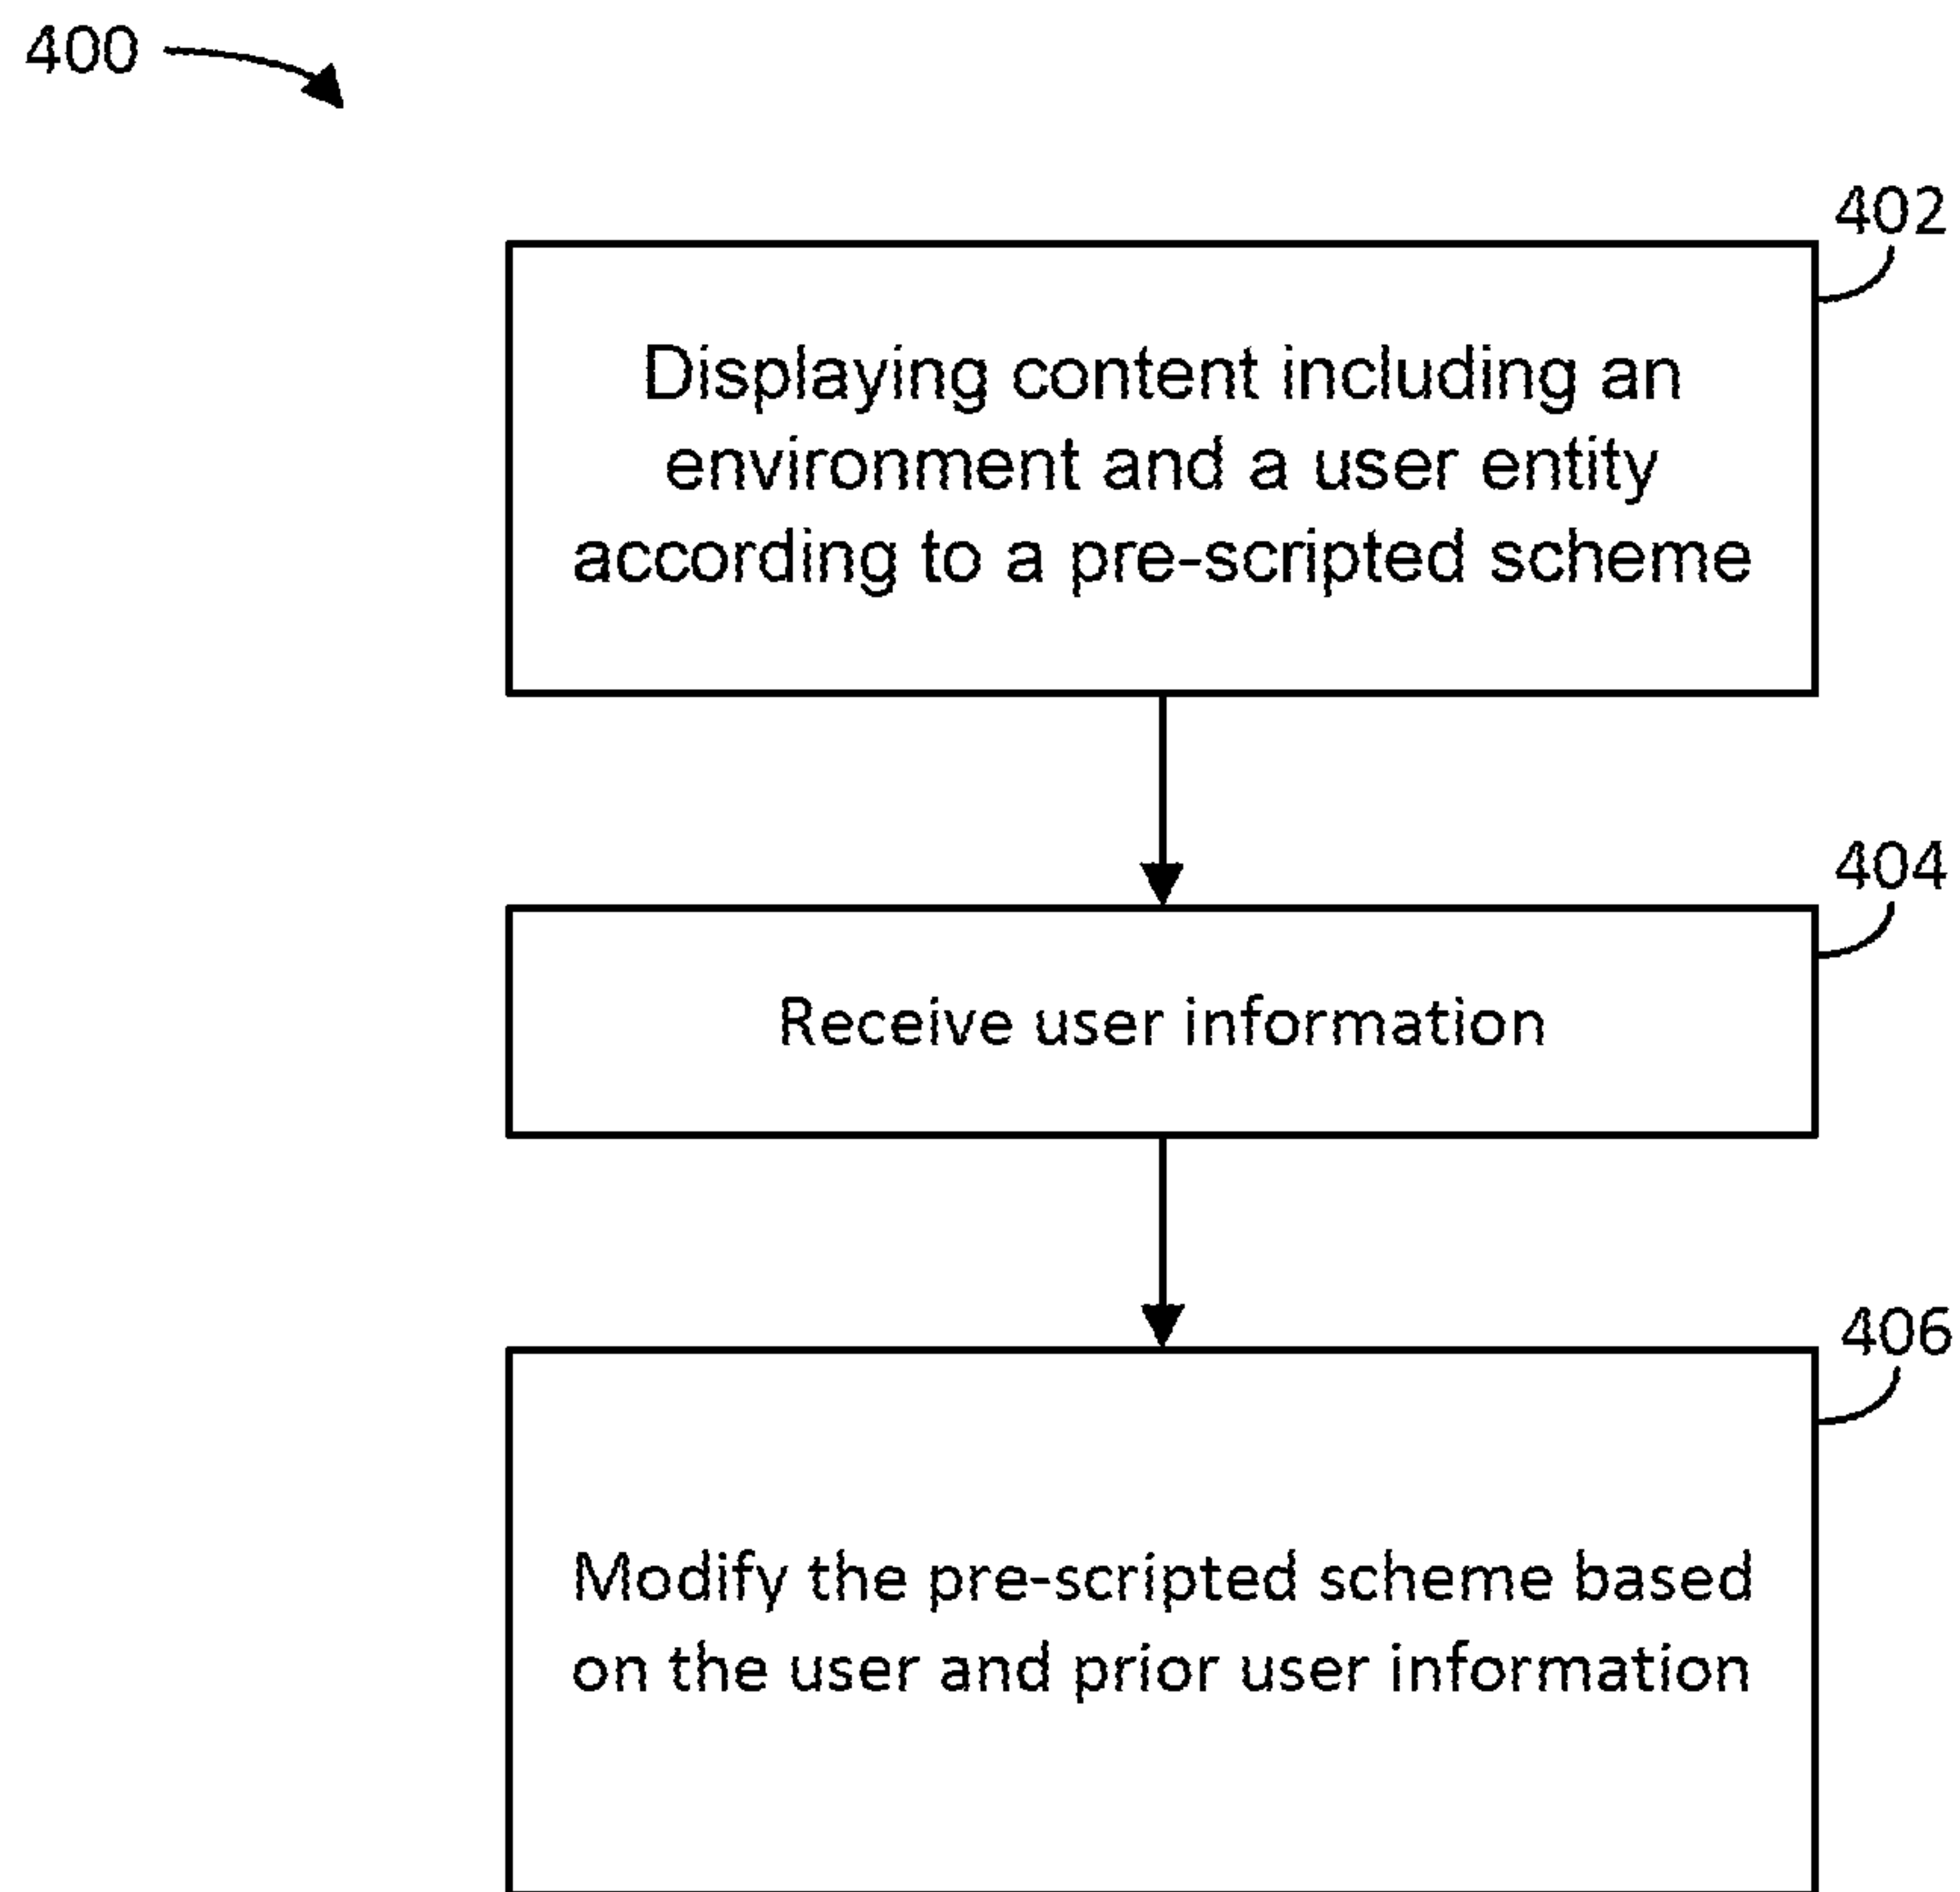 400
402
Displaying content including an
environment and a user entity
according to a pre-scripted scheme
404
Receive user information
406
Modify the pre-scripted scheme based
on the user and prior user information